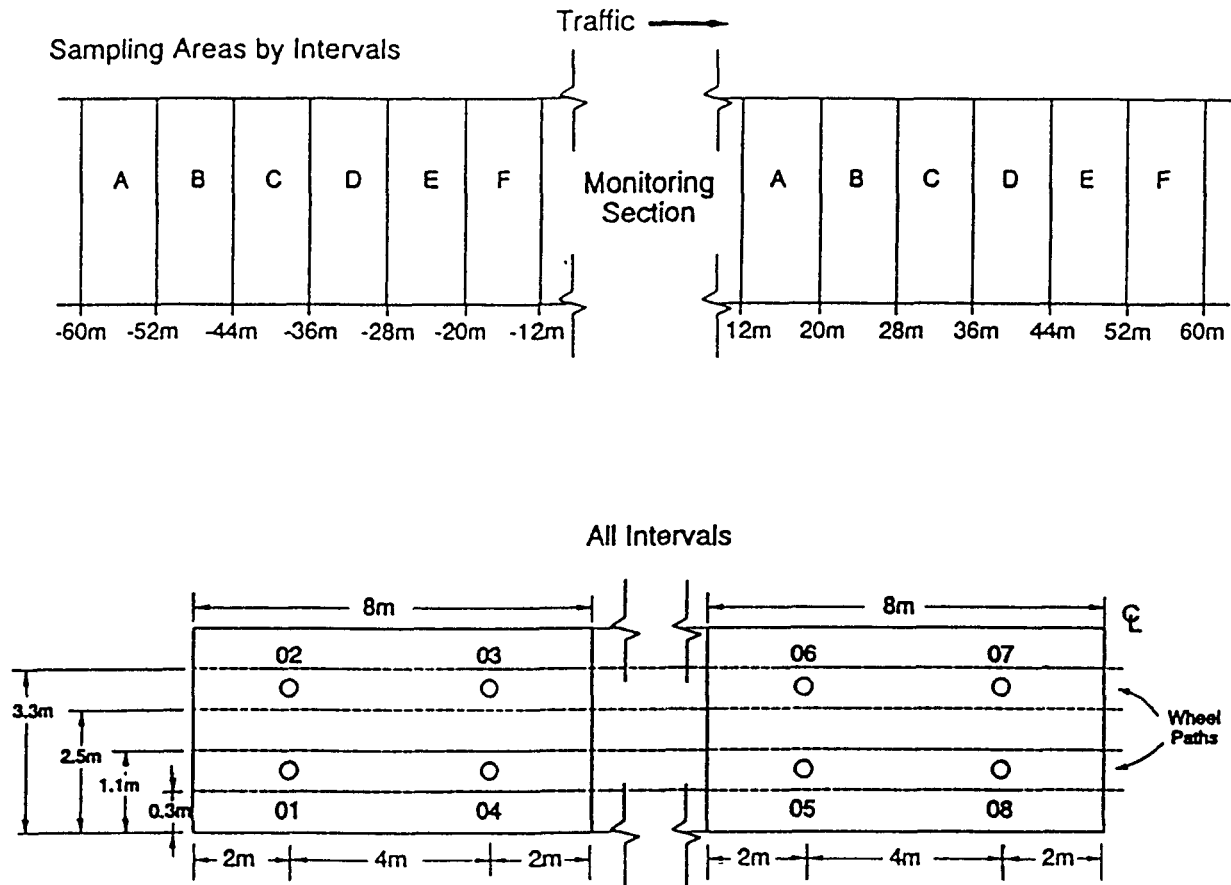 Traffic
Sampling Areas by Intervals
A B C D E F
Monitoring
Section
A B C D E F
-60m -52m -44m -36m -28m -20m -12m
12m 20m 28m 36m 44m 52m 60m
All Intervals
8m 8m
℄
02 03 06 07
3.3m
2.5m
1.1m
0.3m
Wheel
Paths
01 04 05 08
2m 4m 2m 2m 4m 2m